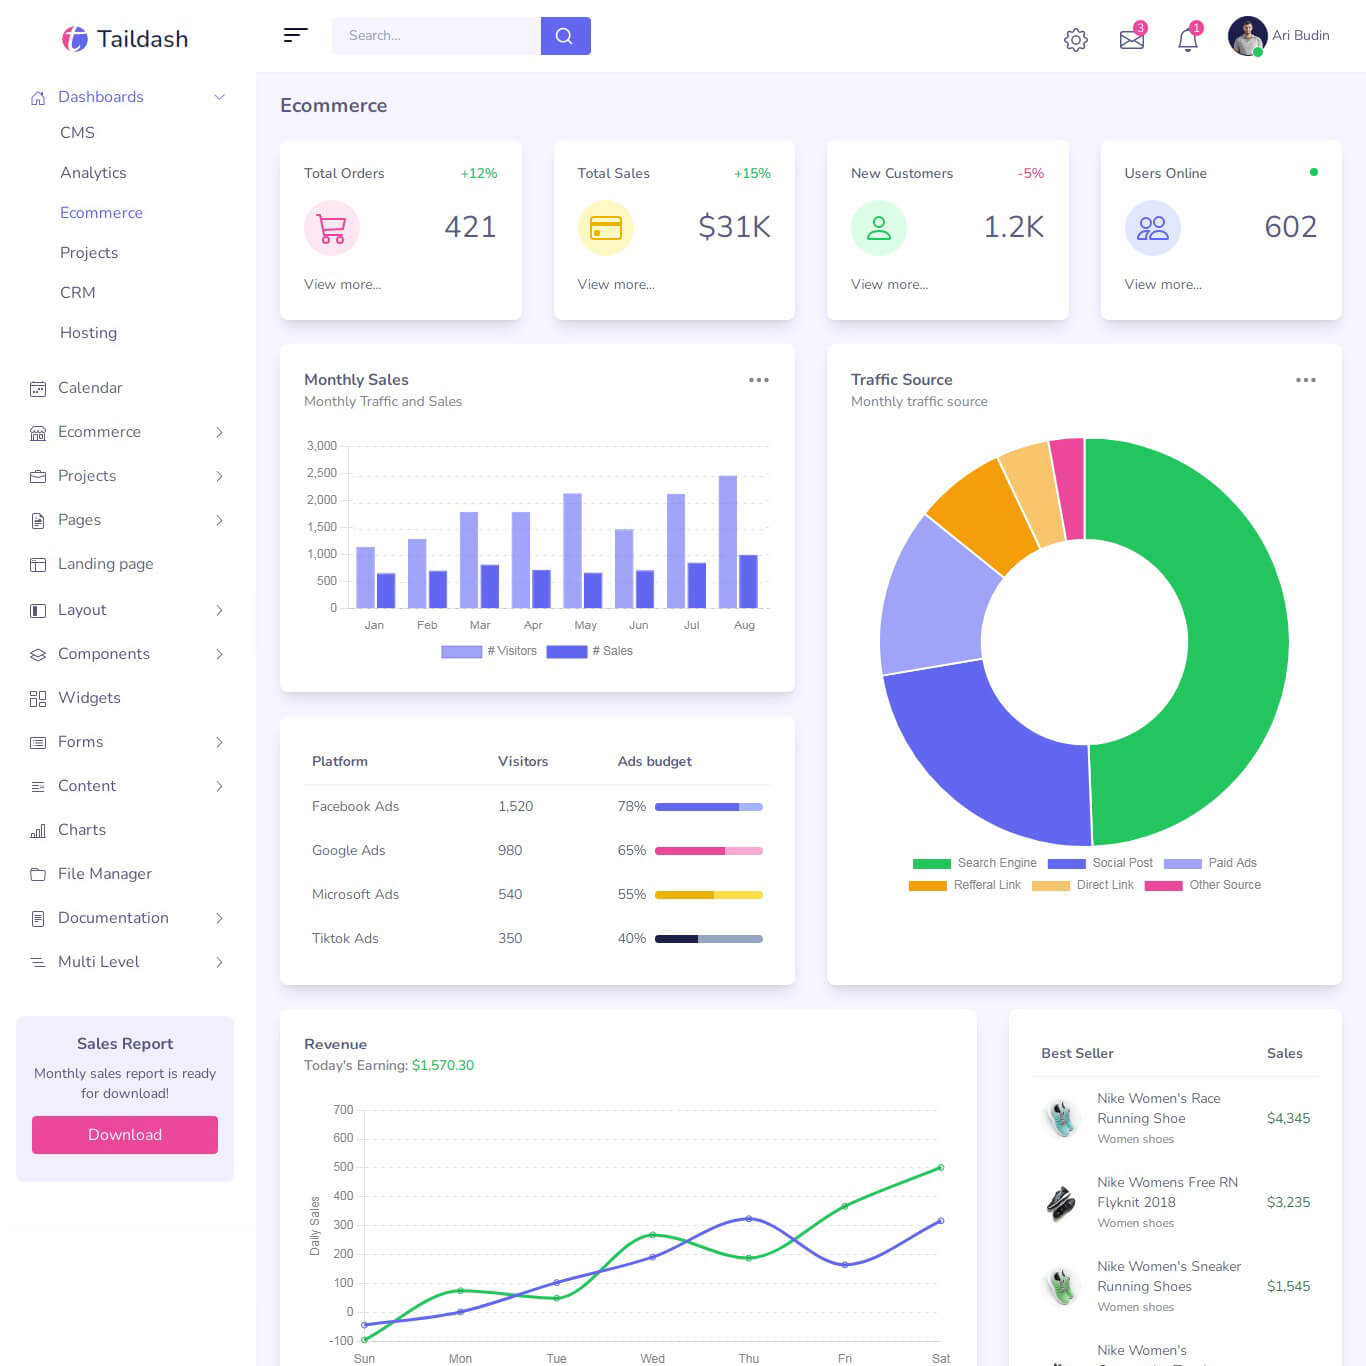 Taildash
Search...
3
1
Ari Budin
Dashboards
CMS
Analytics
Ecommerce
Projects
CRM
Hosting
Calendar
Ecommerce
Projects
Pages
Landing page
Layout
Components
Widgets
Forms
Content
Charts
File Manager
Documentation
Multi Level
Sales Report
Monthly sales report is ready
for download!
Download
Ecommerce
Total Orders +12%
421
View more...
Total Sales +15%
$31K
View more...
New Customers -5%
1.2K
View more...
Users Online
602
View more...
Monthly Sales
Monthly Traffic and Sales
3,000
2,500
2,000
1,500
1,000
500
0
Jan Feb Mar Apr May Jun Jul Aug
# Visitors # Sales
Traffic Source
Monthly traffic source
Search Engine Social Post Paid Ads
Refferal Link Direct Link Other Source
Platform Visitors Ads budget
Facebook Ads 1,520 78%
Google Ads 980 65%
Microsoft Ads 540 55%
Tiktok Ads 350 40%
Revenue
Today's Earning: $1,570.30
Daily Sales
700
600
500
400
300
200
100
0
-100
Sun Mon Tue Wed Thu Fri Sat
Best Seller Sales
Nike Women's Race
Running Shoe
Women shoes
$4,345
Nike Womens Free RN
Flyknit 2018
Women shoes
$3,235
Nike Women's Sneaker
Running Shoes
Women shoes
$1,545
Nike Women's